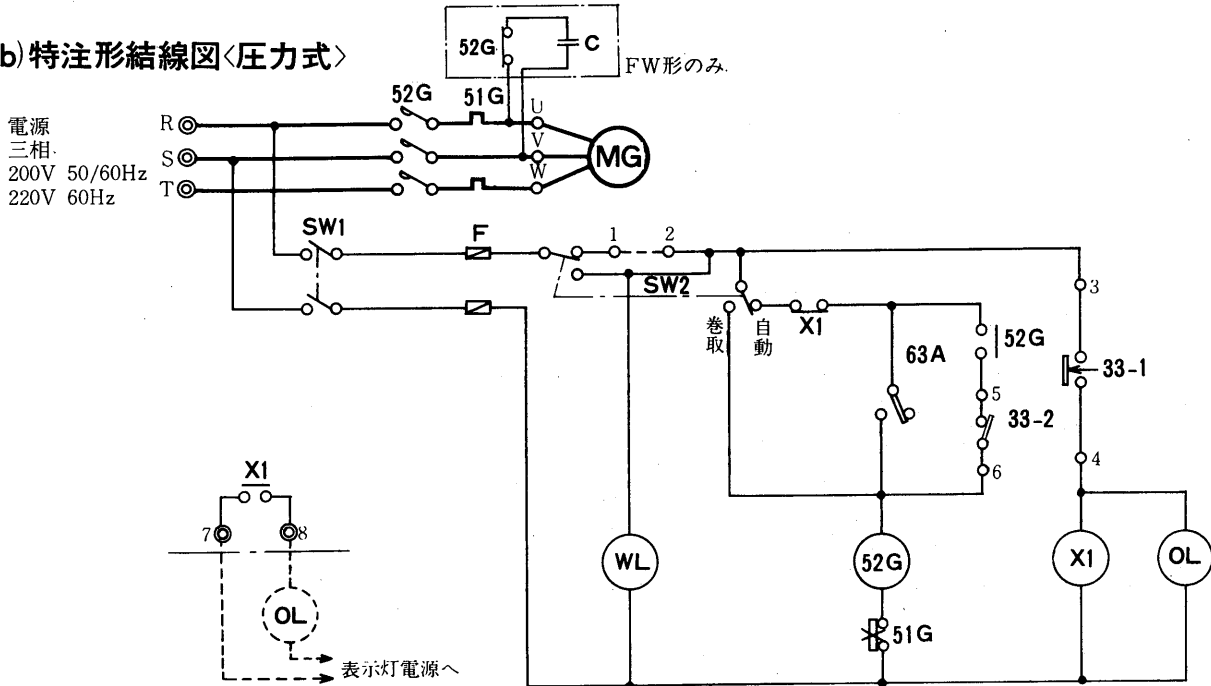 b)特注形結線図〈圧力式〉
52G
C
FW形のみ.
電源
三相.
200V 50/60Hz
220V 60Hz
R
S
T
52G
51G
U
V
W
MG
SW1
F
1
2
SW2
3
巻取
自動
X1
63A
52G
5
33-2
6
33-1
4
X1
7
8
OL
表示灯電源へ
WL
52G
51G
X1
OL